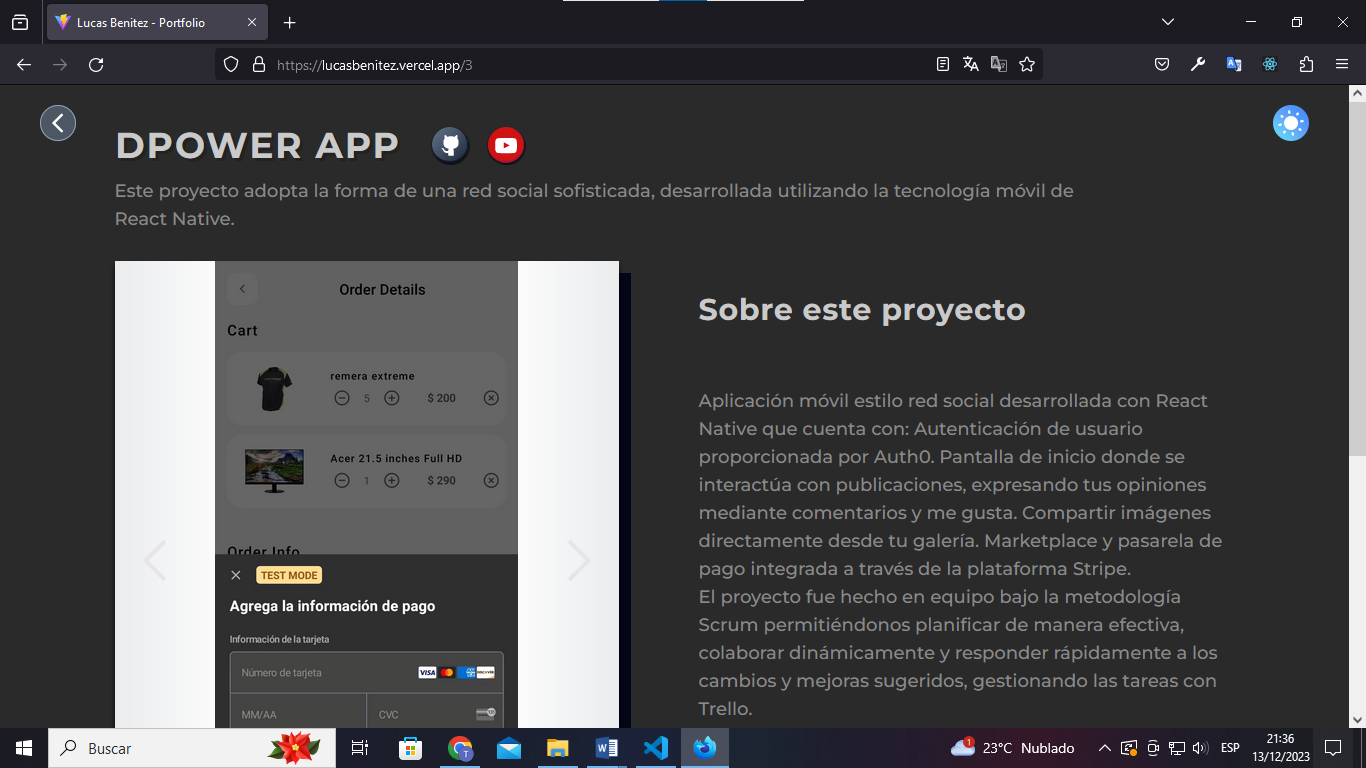 Lucas Benitez - Portfolio
https://lucasbenitez.vercel.app/3
DPOWER APP
Este proyecto adopta la forma de una red social sofisticada, desarrollada utilizando la tecnología móvil de
React Native.
Order Details
Cart
remera extreme
5 $ 200
Acer 21.5 inches Full HD
1 $ 290
Order Info
TEST MODE
Agrega la información de pago
Información de la tarjeta
Número de tarjeta VISA
MM/AA CVC
Sobre este proyecto
Aplicación móvil estilo red social desarrollada con React
Native que cuenta con: Autenticación de usuario
proporcionada por Auth0. Pantalla de inicio donde se
interactúa con publicaciones, expresando tus opiniones
mediante comentarios y me gusta. Compartir imágenes
directamente desde tu galería. Marketplace y pasarela de
pago integrada a través de la plataforma Stripe.
El proyecto fue hecho en equipo bajo la metodología
Scrum permitiéndonos planificar de manera efectiva,
colaborar dinámicamente y responder rápidamente a los
cambios y mejoras sugeridos, gestionando las tareas con
Trello.
Buscar
1
23°C Nublado
ESP
21:36
13/12/2023